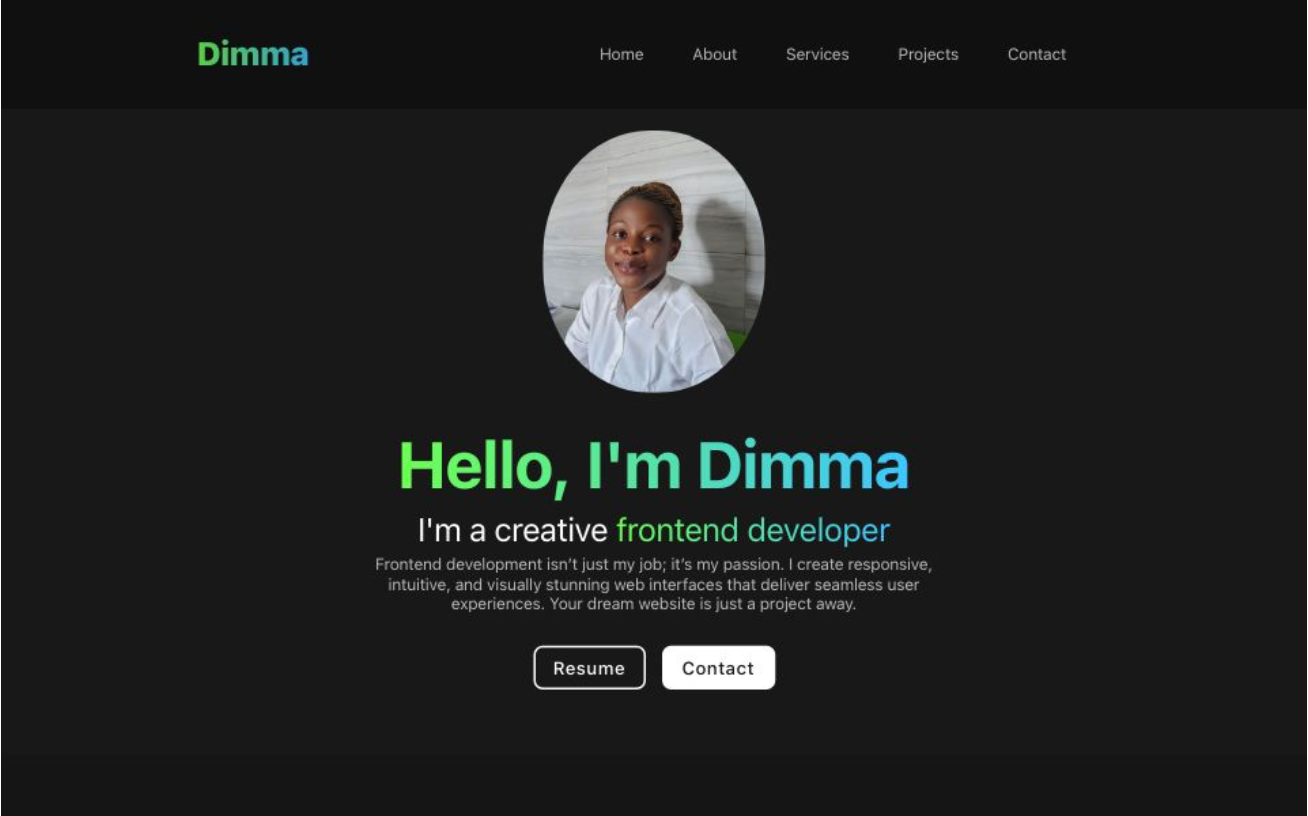 Dimma
Home About Services Projects Contact
Hello, I'm Dimma
I'm a creative frontend developer
Frontend development isn’t just my job; it’s my passion. I create responsive,
intuitive, and visually stunning web interfaces that deliver seamless user
experiences. Your dream website is just a project away.
Resume Contact